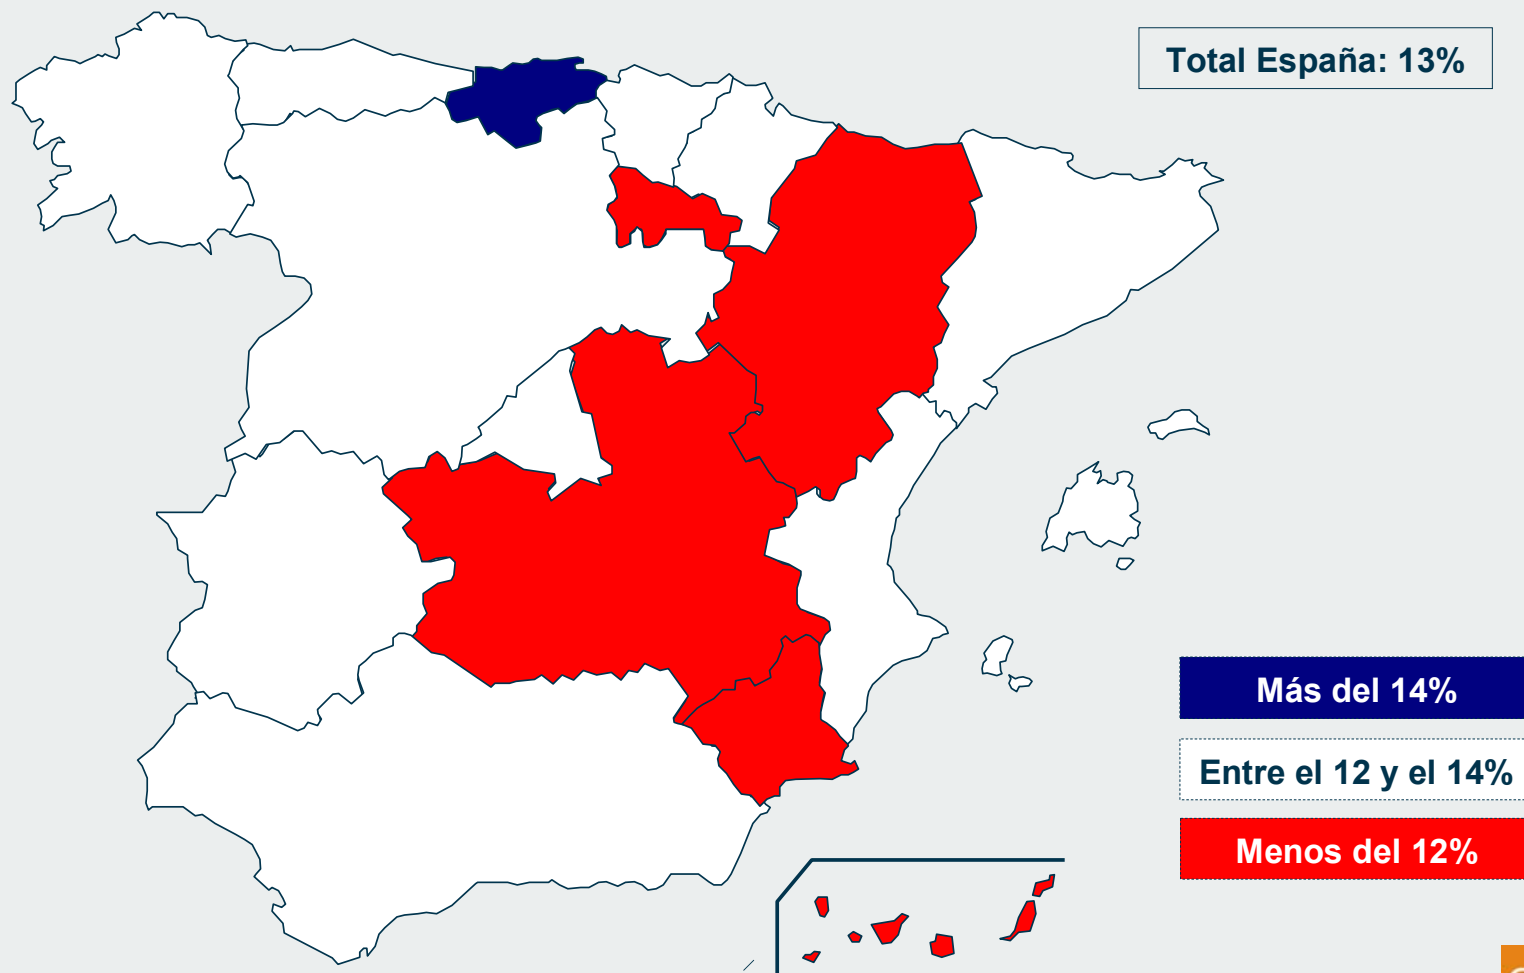 Total España: 13%
Más del 14%
Entre el 12 y el 14%
Menos del 12%